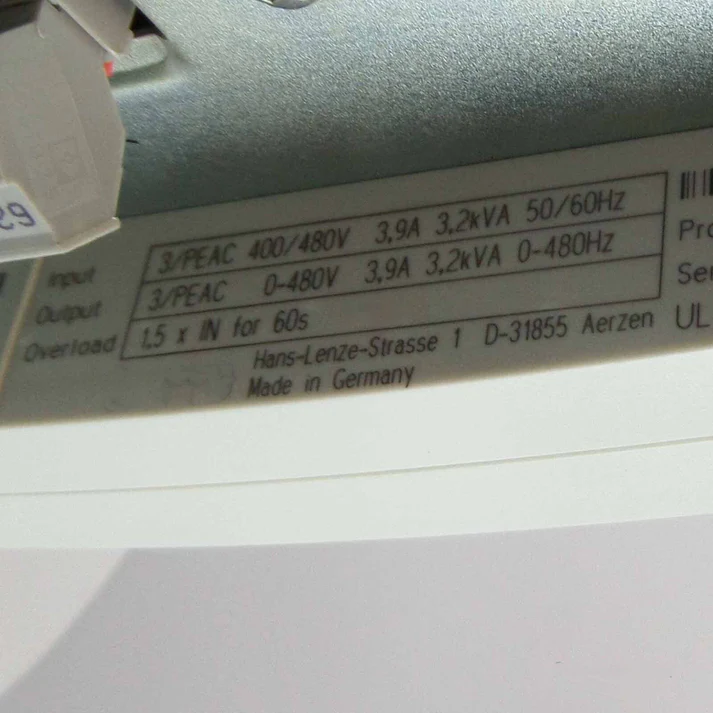 29
Input 3/PEAC 400/480V 3,9A 3,2kVA 50/60Hz
Output 3/PEAC 0-480V 3,9A 3,2kVA 0-480Hz
Overload 1,5 x IN for 60s
Hans-Lenze-Strasse 1 D-31855 Aerzen
Made in Germany
Pro
Ser
UL